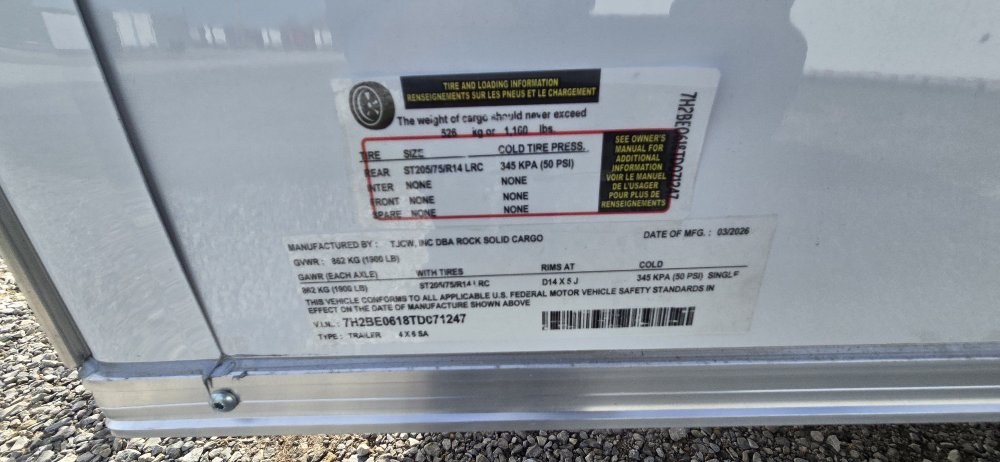 TIRE AND LOADING INFORMATION
RENSEIGNEMENTS SUR LES PNEUS ET LE CHARGEMENT
The weight of cargo should never exceed
526 kg or 1,160 lbs.
TIRE SIZE COLD TIRE PRESS.
REAR ST205/75/R14 LRC 345 KPA (50 PSI)
INTER NONE NONE
FRONT NONE NONE
SPARE NONE NONE
SEE OWNER'S
MANUAL FOR
ADDITIONAL
INFORMATION
VOIR LE MANUEL
DE L'USAGER
POUR PLUS DE
RENSEIGNEMENTS
7H2BE0618TD071247
MANUFACTURED BY : TJCW, INC DBA ROCK SOLID CARGO DATE OF MFG. : 03/2026
GVWR : 862 KG (1900 LB)
GAWR (EACH AXLE) WITH TIRES RIMS AT COLD
862 KG (1900 LB) ST205/75/R14 LRC D14 X 5 J 345 KPA (50 PSI) SINGLE
THIS VEHICLE CONFORMS TO ALL APPLICABLE U.S. FEDERAL MOTOR VEHICLE SAFETY STANDARDS IN
EFFECT ON THE DATE OF MANUFACTURE SHOWN ABOVE
V.I.N. : 7H2BE0618TD071247
TYPE : TRAILER 4 X 6 SA